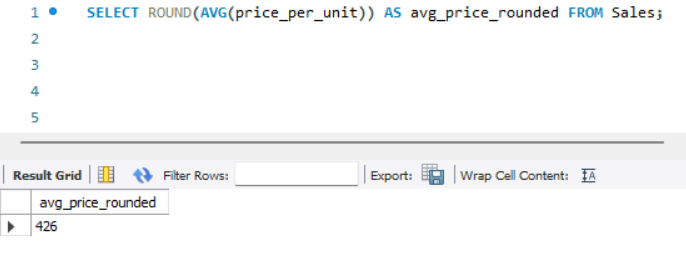 1 SELECT ROUND(AVG(price_per_unit)) AS avg_price_rounded FROM Sales;
2
3
4
5
Result Grid Filter Rows: Export: Wrap Cell Content: IA
avg_price_rounded
426